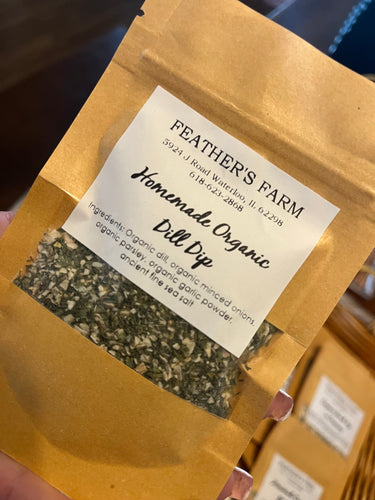 FEATHER'S FARM
5924 J Road Waterloo, IL 62298
618-623-2868
Homemade Organic
Dill Dip
Ingredients: Organic dill, organic minced onions,
organic parsley, organic garlic powder,
ancient fine sea salt